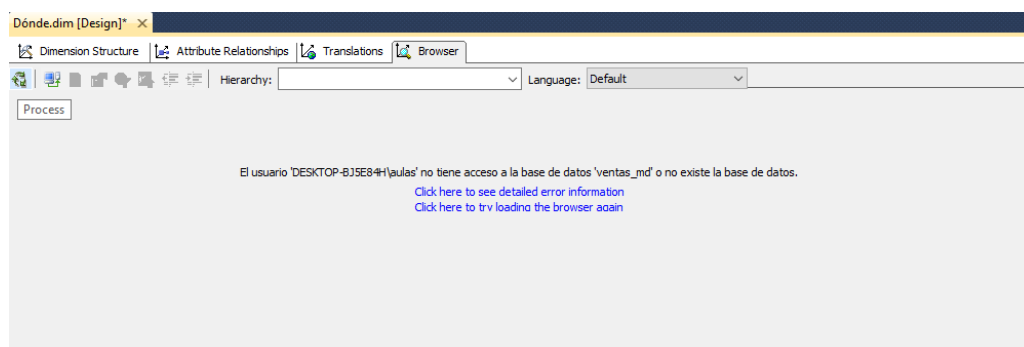 Dónde.dim [Design]*
Dimension Structure Attribute Relationships Translations Browser
Hierarchy: Language: Default
Process
El usuario 'DESKTOP-BJ5E84H\aulas' no tiene acceso a la base de datos 'ventas_md' o no existe la base de datos.
Click here to see detailed error information
Click here to try loading the browser again